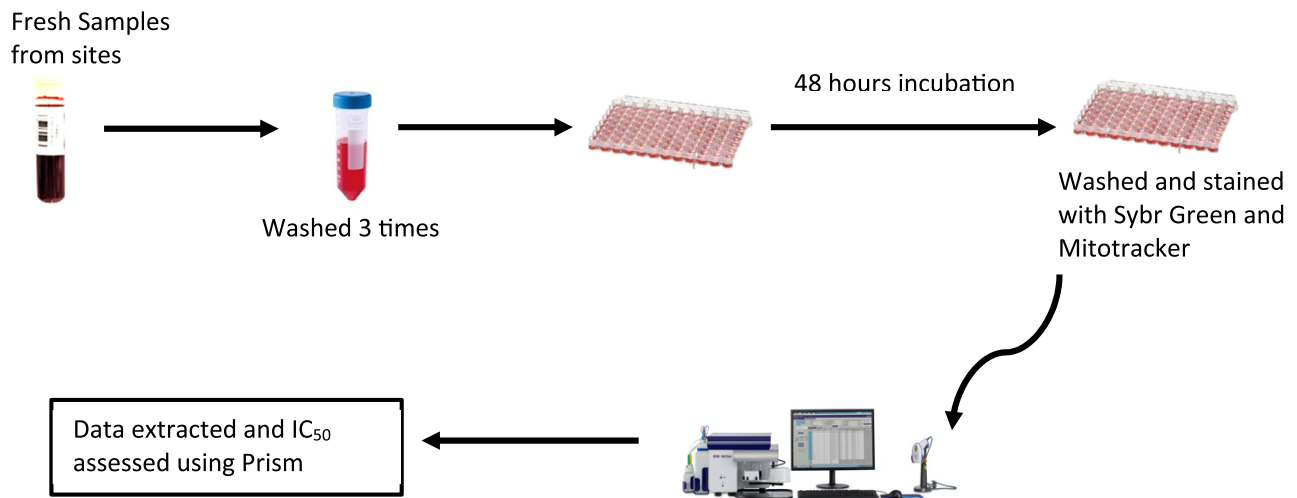 Fresh Samples
from sites
Washed 3 times
48 hours incubation
Washed and stained
with Sybr Green and
Mitotracker
Data extracted and IC₅₀
assessed using Prism